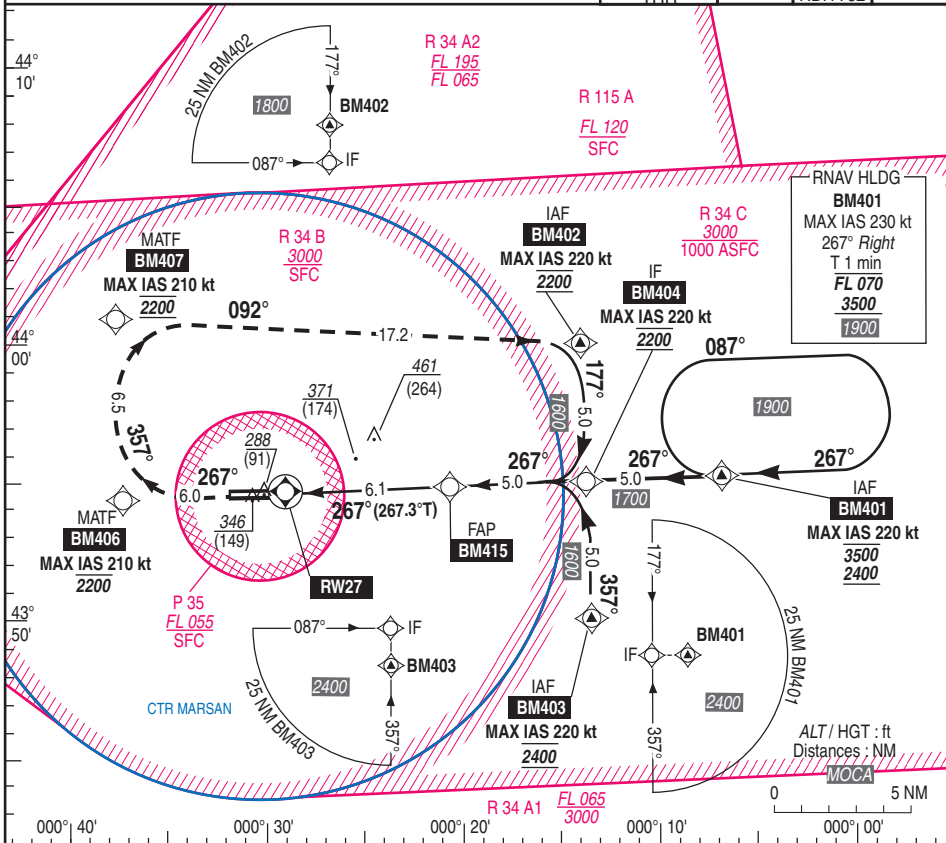 44°
10'
25 NM BM402
177°
1800
BM402
087°
IF
R 34 A2
FL 195
FL 065
R 115 A
FL 120
SFC
RNAV HLDG
BM401
MAX IAS 230 kt
267° Right
T 1 min
FL 070
3500
1900
MATF
BM407
MAX IAS 210 kt
2200
R 34 B
3000
SFC
IAF
BM402
MAX IAS 220 kt
2200
R 34 C
3000
1000 ASFC
IF
BM404
MAX IAS 220 kt
2200
44°
00'
092°
17.2
087°
1900
177°
5.0
1600
461
(264)
371
(174)
288
(91)
6.5
357°
267°
6.0
346
(149)
6.1
267° (267.3°T)
267°
5.0
267°
5.0
1700
267°
IAF
BM401
MAX IAS 220 kt
3500
2400
MATF
BM406
MAX IAS 210 kt
2200
FAP
BM415
RW27
1600
5.0
357°
P 35
FL 055
SFC
43°
50'
087°
IF
BM403
2400
25 NM BM403
357°
CTR MARSAN
IAF
BM403
MAX IAS 220 kt
2400
177°
IF
BM401
2400
357°
25 NM BM401
ALT / HGT : ft
Distances : NM
MOCA
0 5 NM
R 34 A1
FL 065
3000
000° 40' 000° 30' 000° 20' 000° 10' 000° 00'